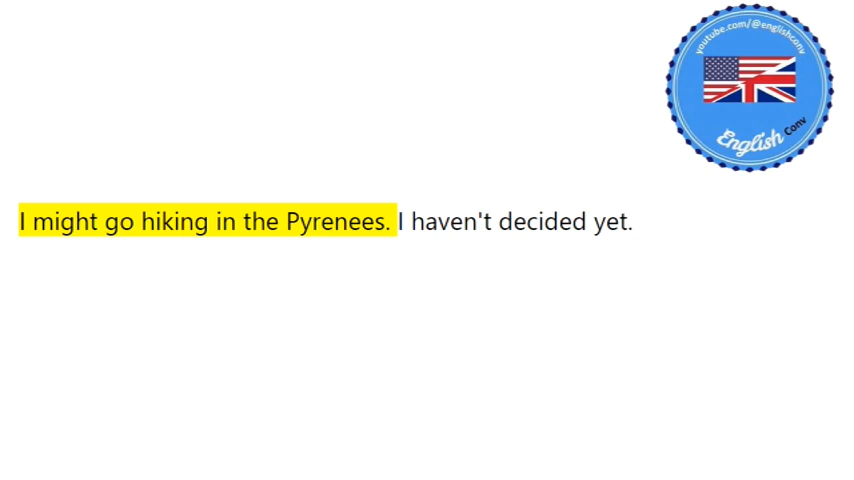 youtube.com/@englishconv
English Conv
I might go hiking in the Pyrenees. I haven't decided yet.